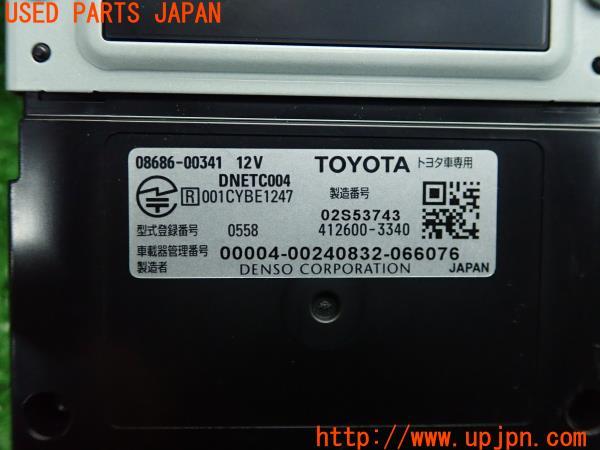 USED PARTS JAPAN
08686-00341 12V
TOYOTA トヨタ車専用
DNETC004
R 001CYBE1247
製造番号
02S53743
型式登録番号 0558
412600-3340
車載器管理番号 00004-00240832-066076
製造者 DENSO CORPORATION JAPAN
UPJ
http://www.upjpn.com